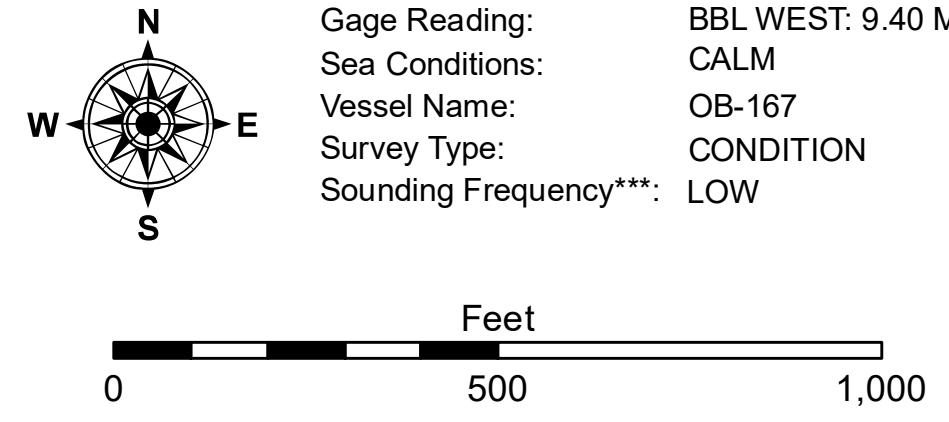 N
W E
S
Gage Reading: BBL WEST: 9.40 M
Sea Conditions: CALM
Vessel Name: OB-167
Survey Type: CONDITION
Sounding Frequency***: LOW
Feet
0 500 1,000